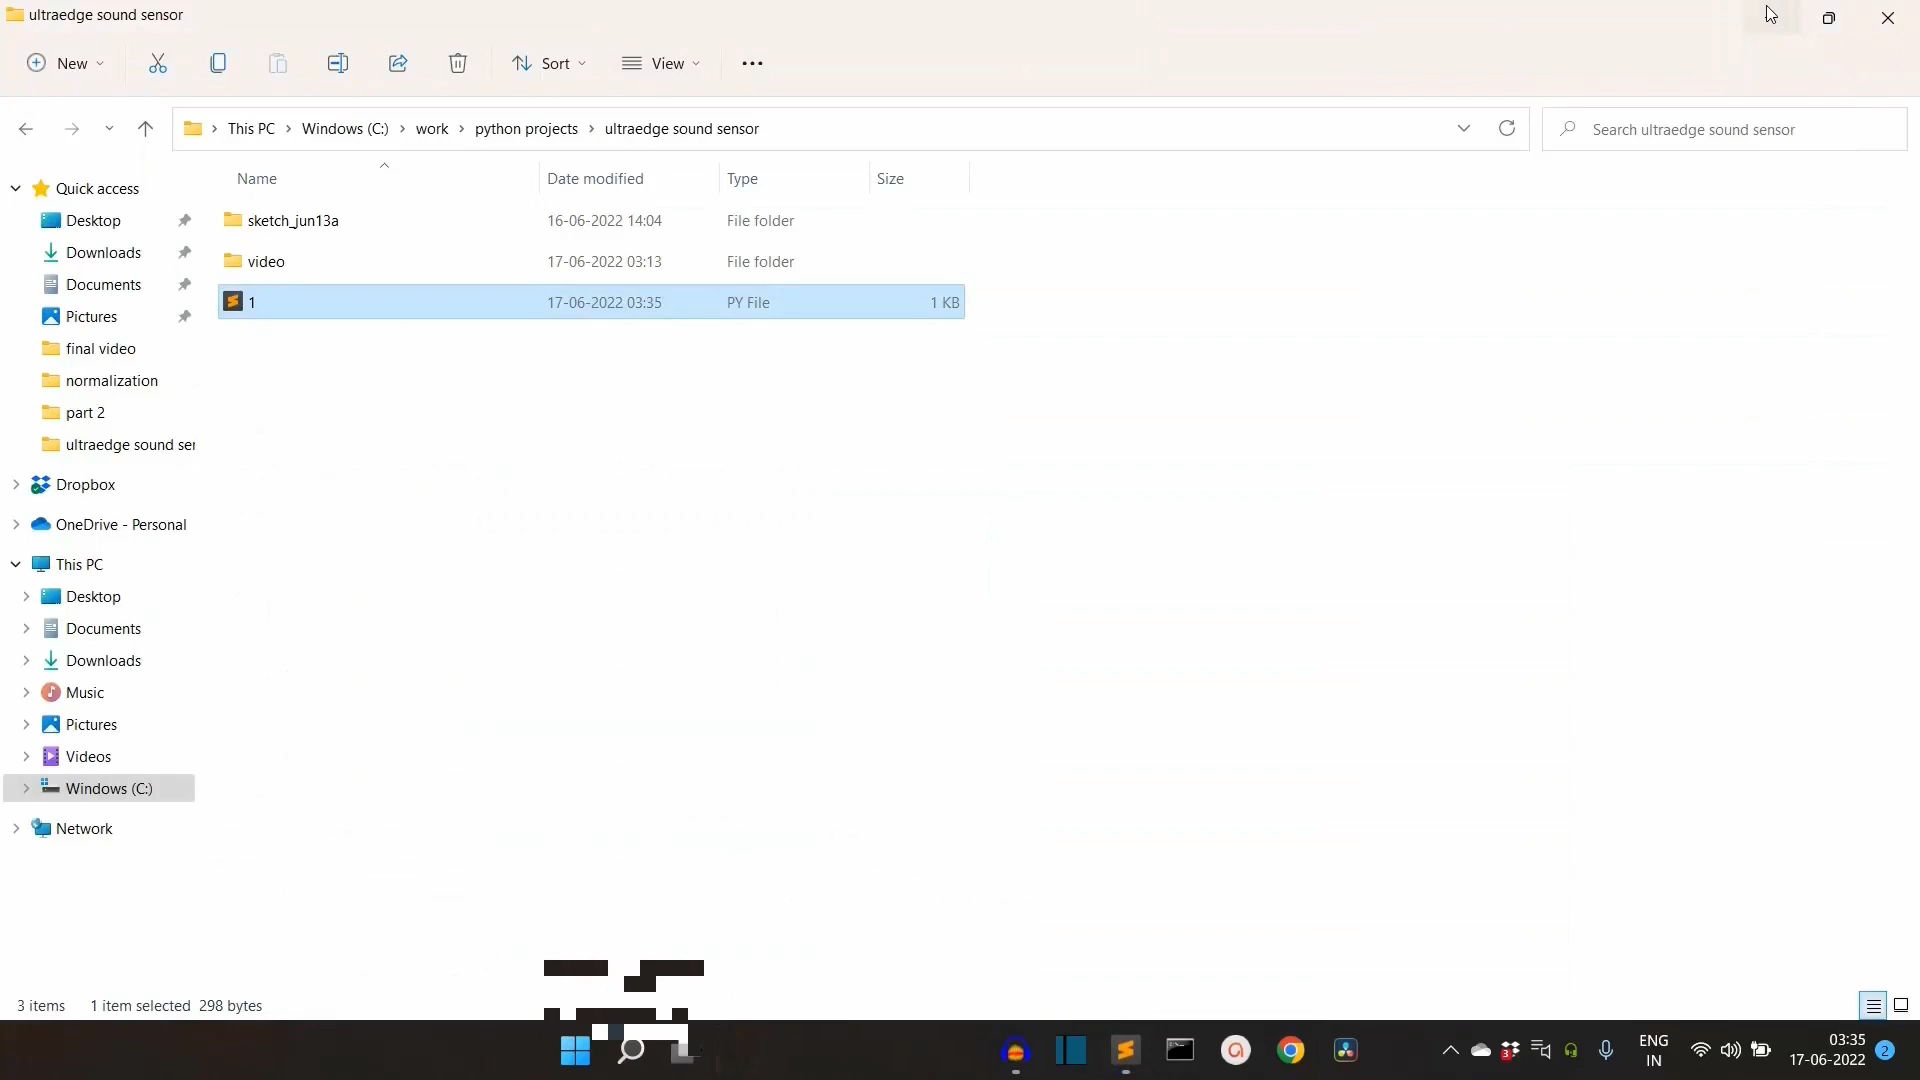 ultraedge sound sensor
New
Sort
View
This PC
Windows (C:)
work
python projects
ultraedge sound sensor
Search ultraedge sound sensor
Name
Date modified
Type
Size
sketch_jun13a 16-06-2022 14:04 File folder
video 17-06-2022 03:13 File folder
1 17-06-2022 03:35 PY File 1 KB
Quick access
Desktop
Downloads
Documents
Pictures
final video
normalization
part 2
ultraedge sound ser
Dropbox
OneDrive - Personal
This PC
Desktop
Documents
Downloads
Music
Pictures
Videos
Windows (C:)
Network
3 items 1 item selected 298 bytes
3
ENG
IN
03:35
17-06-2022
2